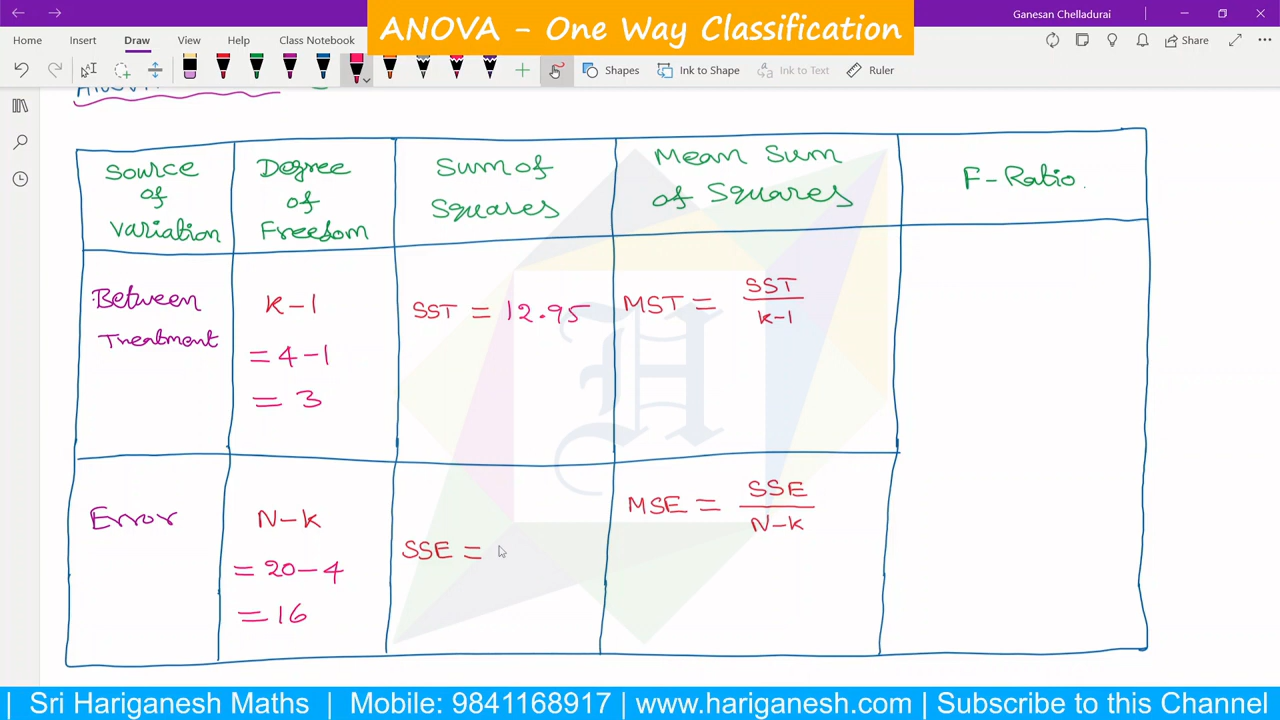 ANOVA - One Way Classification
Ganesan Chelladurai
Home Insert Draw View Help Class Notebook Share
Shapes Ink to Shape Ink to Text Ruler
Source of Variation
Degree of Freedom
Sum of Squares
Mean Sum of Squares
F-Ratio.
Between Treatment
K-1
= 4-1
= 3
SST = 12.95
MST = SST / K-1
Error
N-K
= 20-4
= 16
SSE =
MSE = SSE / N-K
H
| Sri Hariganesh Maths | Mobile: 9841168917 | www.hariganesh.com | Subscribe to this Channel